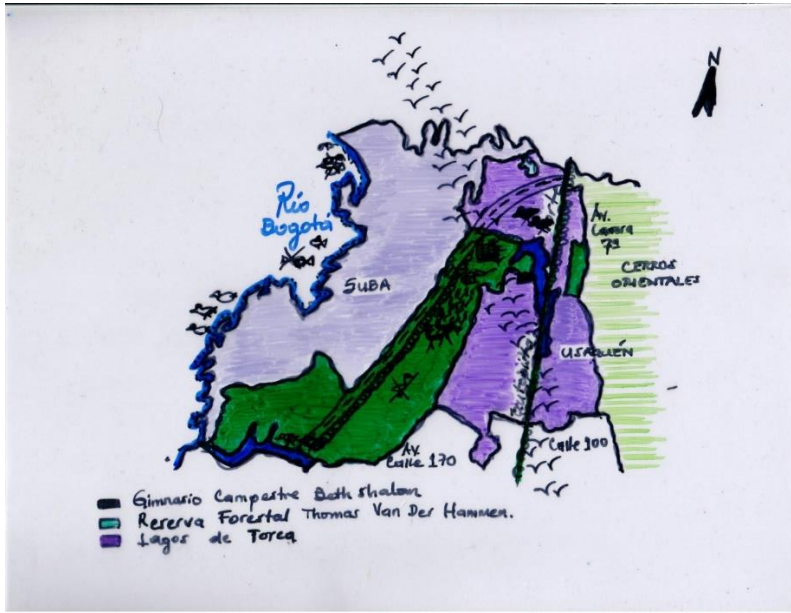 N
Río
Bogotá
Av.
Carrera
7ª
CERROS
ORIENTALES
SUBA
USAQUÉN
Autopista
Av.
Calle 170
Calle 100
Gimnasio Campestre Beth Shalom
Reserva Forestal Thomas Van Der Hammen.
Lagos de Torca